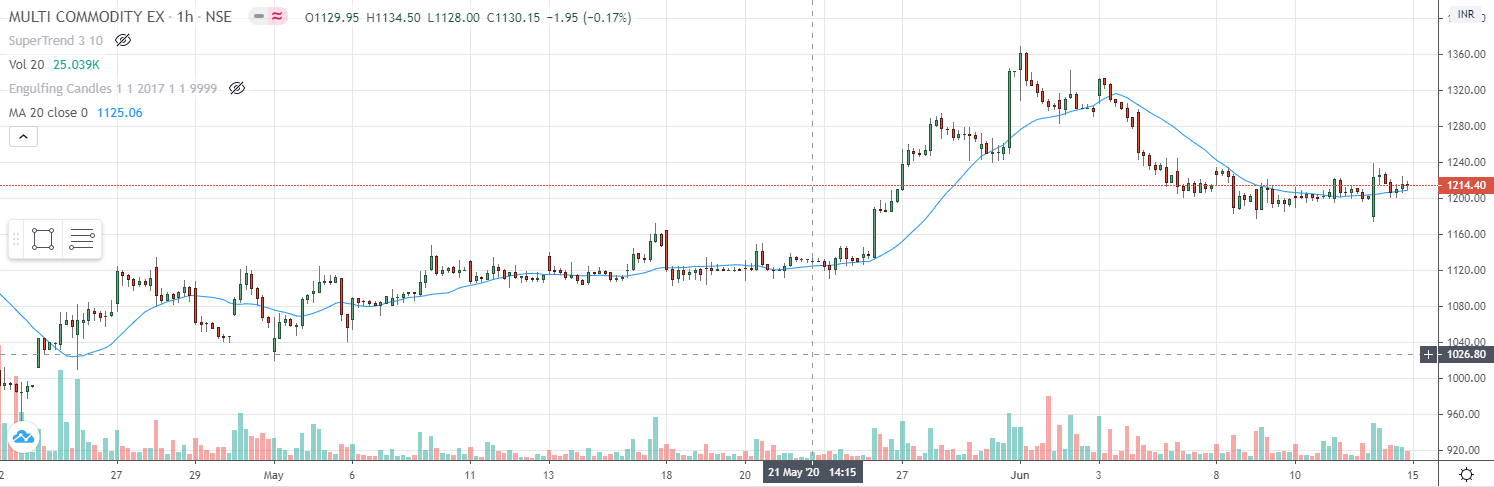 MULTI COMMODITY EX · 1h · NSE O1129.95 H1134.50 L1128.00 C1130.15 −1.95 (−0.17%)
INR
SuperTrend 3 10
Vol 20 25.039K
Engulfing Candles 1 1 2017 1 1 9999
MA 20 close 0 1125.06
1360.00
1320.00
1280.00
1240.00
1214.40
1200.00
1160.00
1120.00
1080.00
1040.00
1026.80
1000.00
960.00
920.00
2 27 29 May 6 11 13 18 20 21 May '20 14:15 27 Jun 3 8 10 15